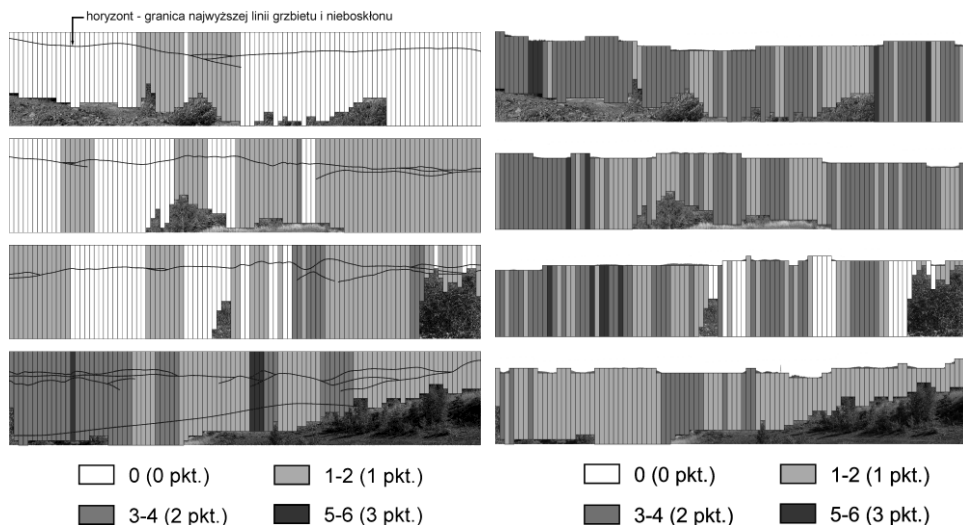 horyzont - granica najwyższej linii grzbietu i nieboskłonu
0 (0 pkt.)
1-2 (1 pkt.)
3-4 (2 pkt.)
5-6 (3 pkt.)
0 (0 pkt.)
1-2 (1 pkt.)
3-4 (2 pkt.)
5-6 (3 pkt.)